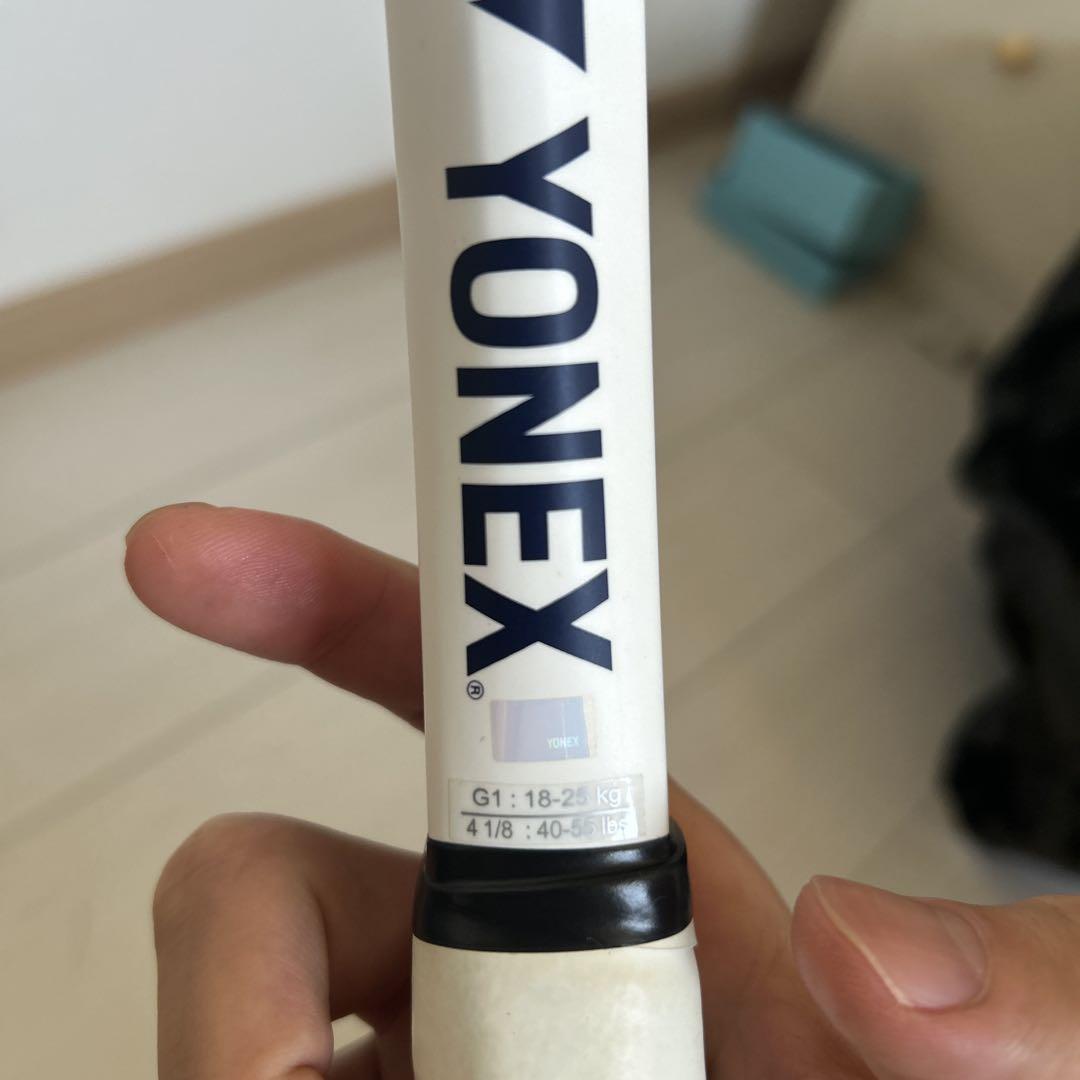 YONEX®
YONEX
G1 : 18-25 kg
4 1/8 : 40-55 lbs